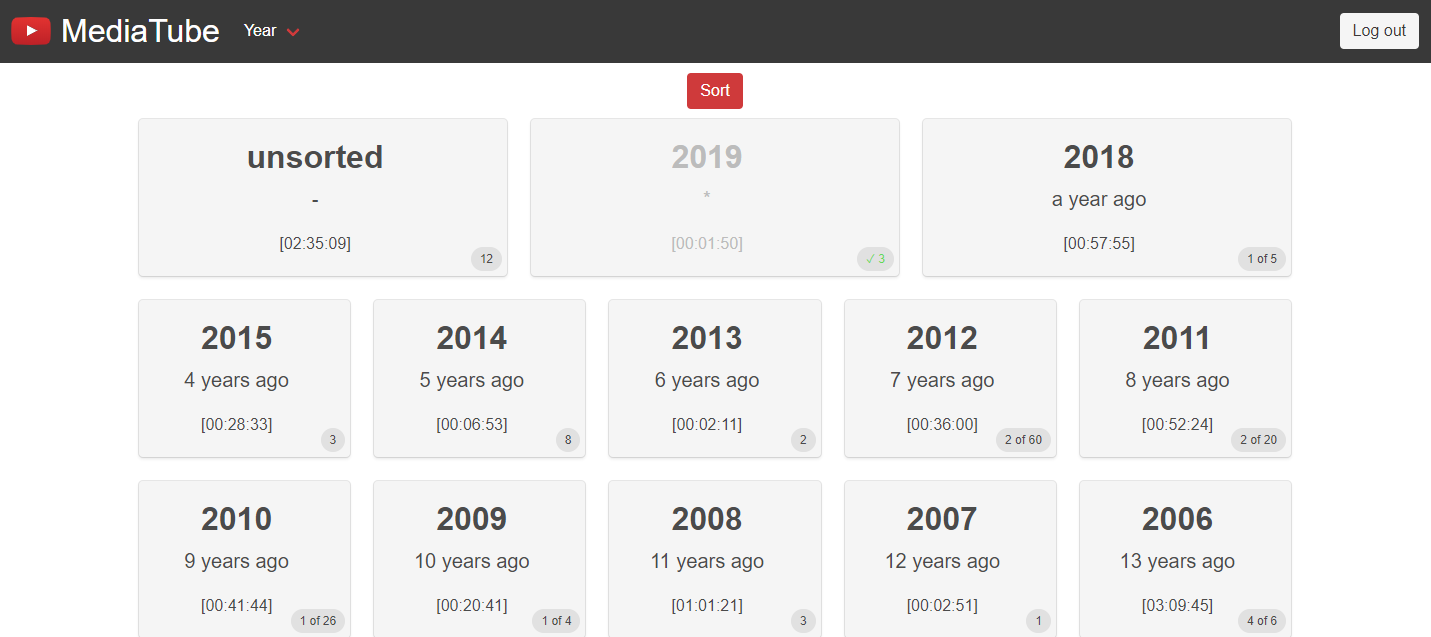 MediaTube Year Log out
Sort
unsorted
-
[02:35:09]
12
2019
*
[00:01:50]
✓ 3
2018
a year ago
[00:57:55]
1 of 5
2015
4 years ago
[00:28:33]
3
2014
5 years ago
[00:06:53]
8
2013
6 years ago
[00:02:11]
2
2012
7 years ago
[00:36:00]
2 of 60
2011
8 years ago
[00:52:24]
2 of 20
2010
9 years ago
[00:41:44]
1 of 26
2009
10 years ago
[00:20:41]
1 of 4
2008
11 years ago
[01:01:21]
3
2007
12 years ago
[00:02:51]
1
2006
13 years ago
[03:09:45]
4 of 6